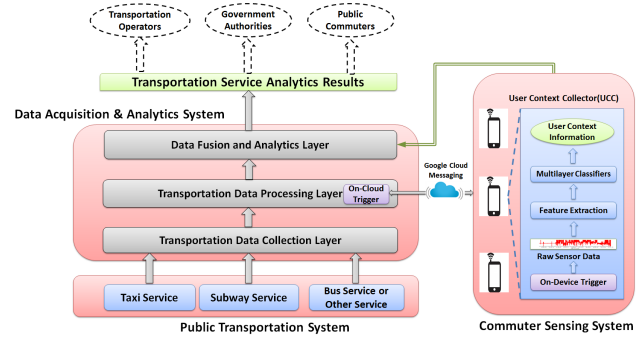 Transportation
Operators
Government
Authorities
Public
Commuters
Transportation Service Analytics Results
Data Acquisition & Analytics System
Data Fusion and Analytics Layer
Transportation Data Processing Layer
On-Cloud
Trigger
Transportation Data Collection Layer
Taxi Service
Subway Service
Bus Service or
Other Service
Public Transportation System
Google Cloud
Messaging
User Context Collector(UCC)
User Context
Information
Multilayer Classifiers
Feature Extraction
Raw Sensor Data
On-Device Trigger
Commuter Sensing System